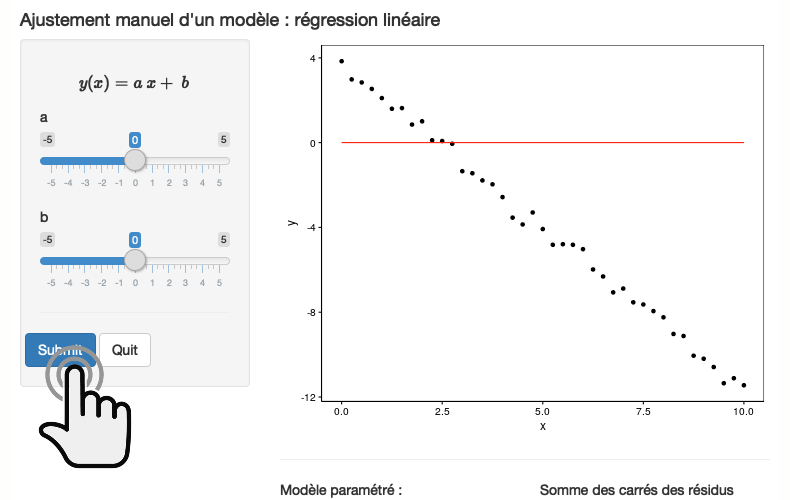 Ajustement manuel d'un modèle : régression linéaire
y(x) = a x + b
a
-5 0 5
-5 -4 -3 -2 -1 0 1 2 3 4 5
b
-5 0 5
-5 -4 -3 -2 -1 0 1 2 3 4 5
Submit Quit
4
0
-4
-8
-12
y
0.0 2.5 5.0 7.5 10.0
x
Modèle paramétré : Somme des carrés des résidus